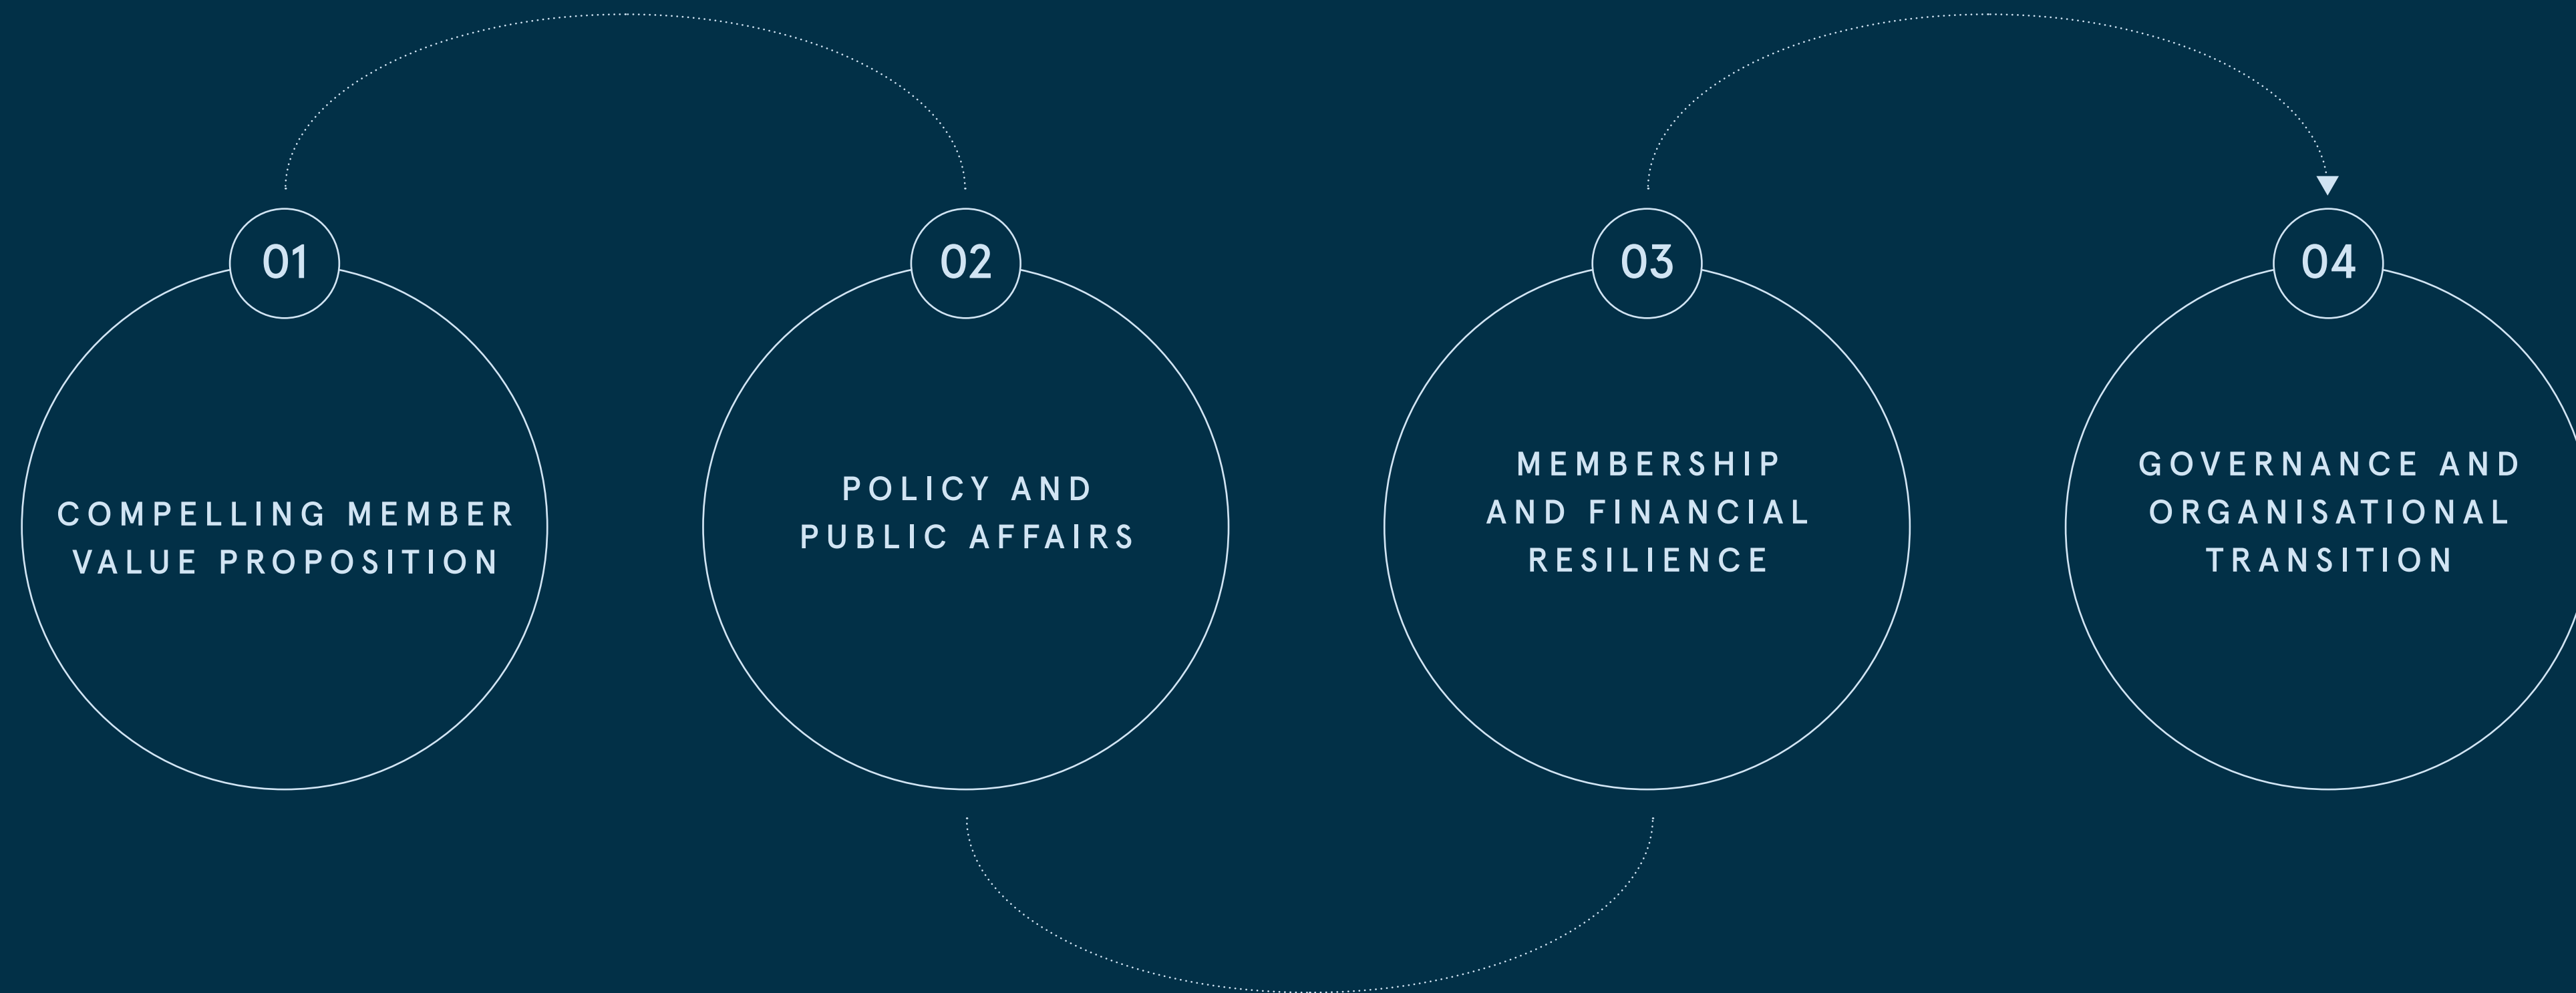 01
COMPELLING MEMBER
VALUE PROPOSITION
02
POLICY AND
PUBLIC AFFAIRS
03
MEMBERSHIP
AND FINANCIAL
RESILIENCE
04
GOVERNANCE AND
ORGANISATIONAL
TRANSITION